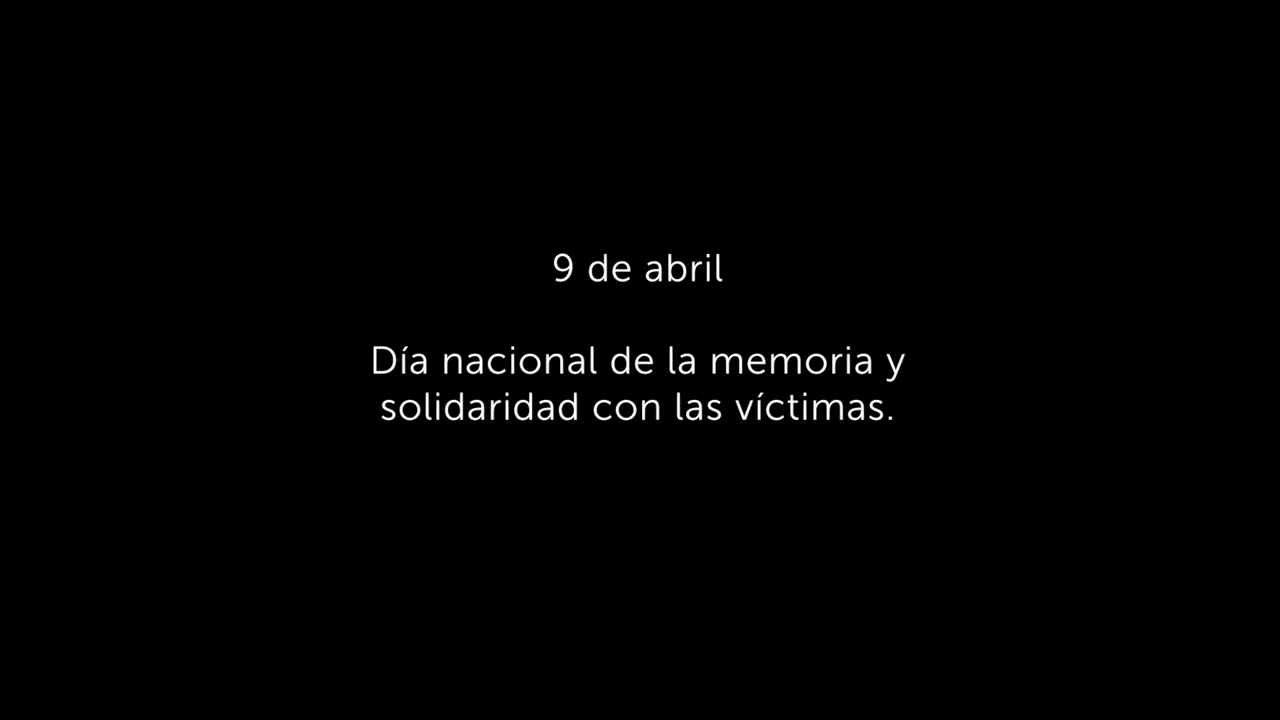 9 de abril
Día nacional de la memoria y
solidaridad con las víctimas.